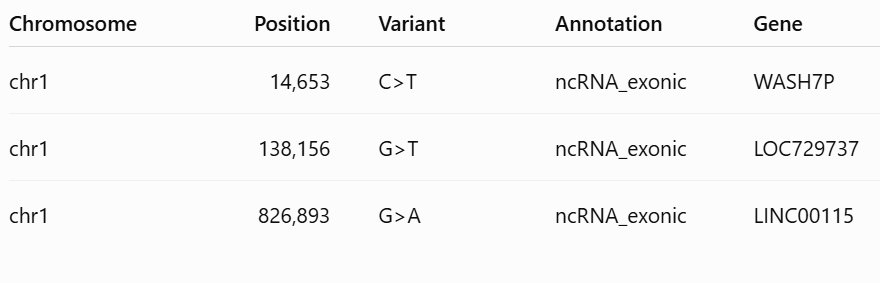 Chromosome Position Variant Annotation Gene
chr1 14,653 C>T ncRNA_exonic WASH7P
chr1 138,156 G>T ncRNA_exonic LOC729737
chr1 826,893 G>A ncRNA_exonic LINC00115